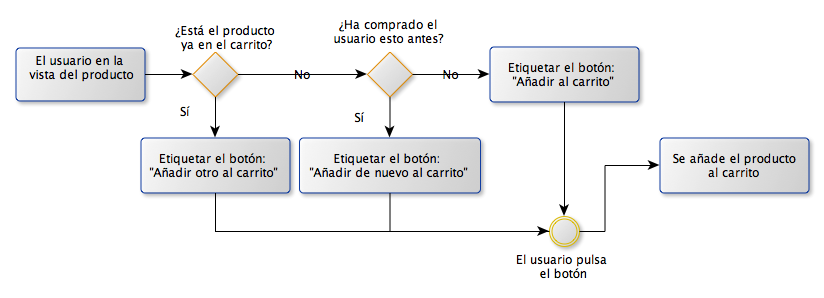 ¿Está el producto
ya en el carrito?
¿Ha comprado el
usuario esto antes?
El usuario en la
vista del producto
No
No
Etiquetar el botón:
"Añadir al carrito"
Sí
Sí
Etiquetar el botón:
"Añadir otro al carrito"
Etiquetar el botón:
"Añadir de nuevo al carrito"
Se añade el producto
al carrito
El usuario pulsa
el botón